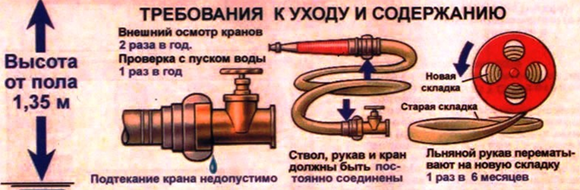 ТРЕБОВАНИЯ К УХОДУ И СОДЕРЖАНИЮ
Высота
от пола
1,35 м
Внешний осмотр кранов
2 раза в год.
Проверка с пуском воды
1 раз в год
Подтекание крана недопустимо
Ствол, рукав и кран
должны быть пос-
тоянно соединены
Новая
складка
Старая складка
Льняной рукав перематы-
вают на новую складку
1 раз в 6 месяцев